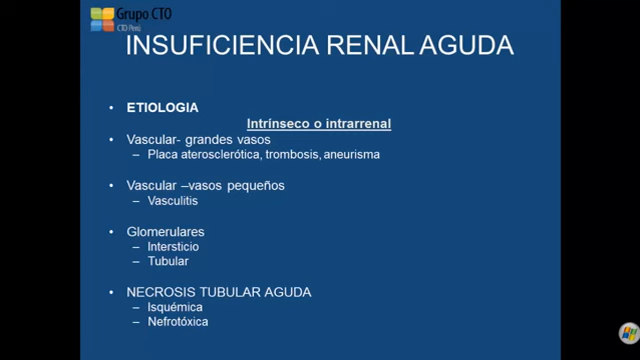 Grupo CTO
CTO Perú
INSUFICIENCIA RENAL AGUDA
• ETIOLOGIA
Intrínseco o intrarrenal
• Vascular- grandes vasos
– Placa aterosclerótica, trombosis, aneurisma
• Vascular –vasos pequeños
– Vasculitis
• Glomerulares
– Intersticio
– Tubular
• NECROSIS TUBULAR AGUDA
– Isquémica
– Nefrotóxica